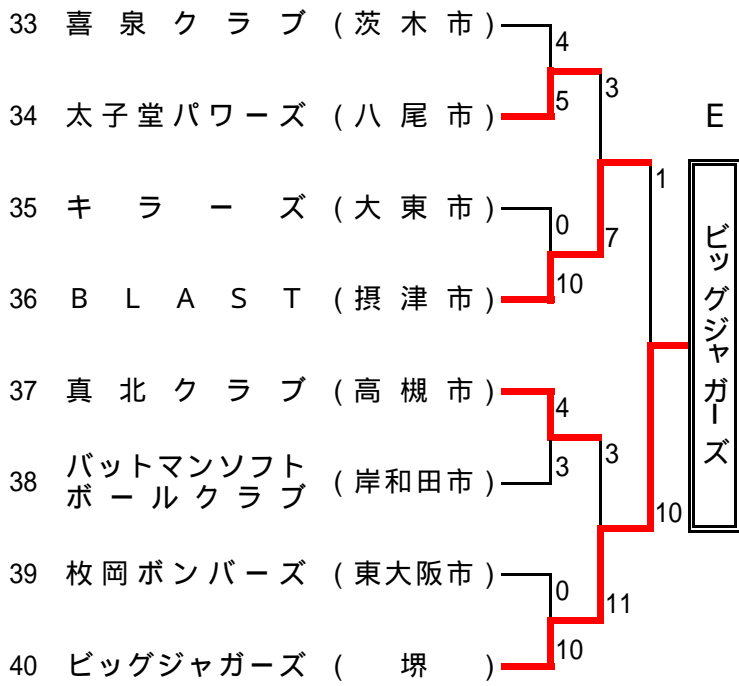 33 喜泉クラブ (茨木市)
4
5
34 太子堂パワーズ (八尾市)
3
7
35 キラーズ (大東市)
0
10
36 BLAST (摂津市)
1
10
37 真北クラブ (高槻市)
4
3
38 バットマンソフト
ボールクラブ (岸和田市)
3
11
39 枚岡ボンバーズ (東大阪市)
0
10
40 ビッグジャガーズ (堺)
E
ビッグジャガーズ